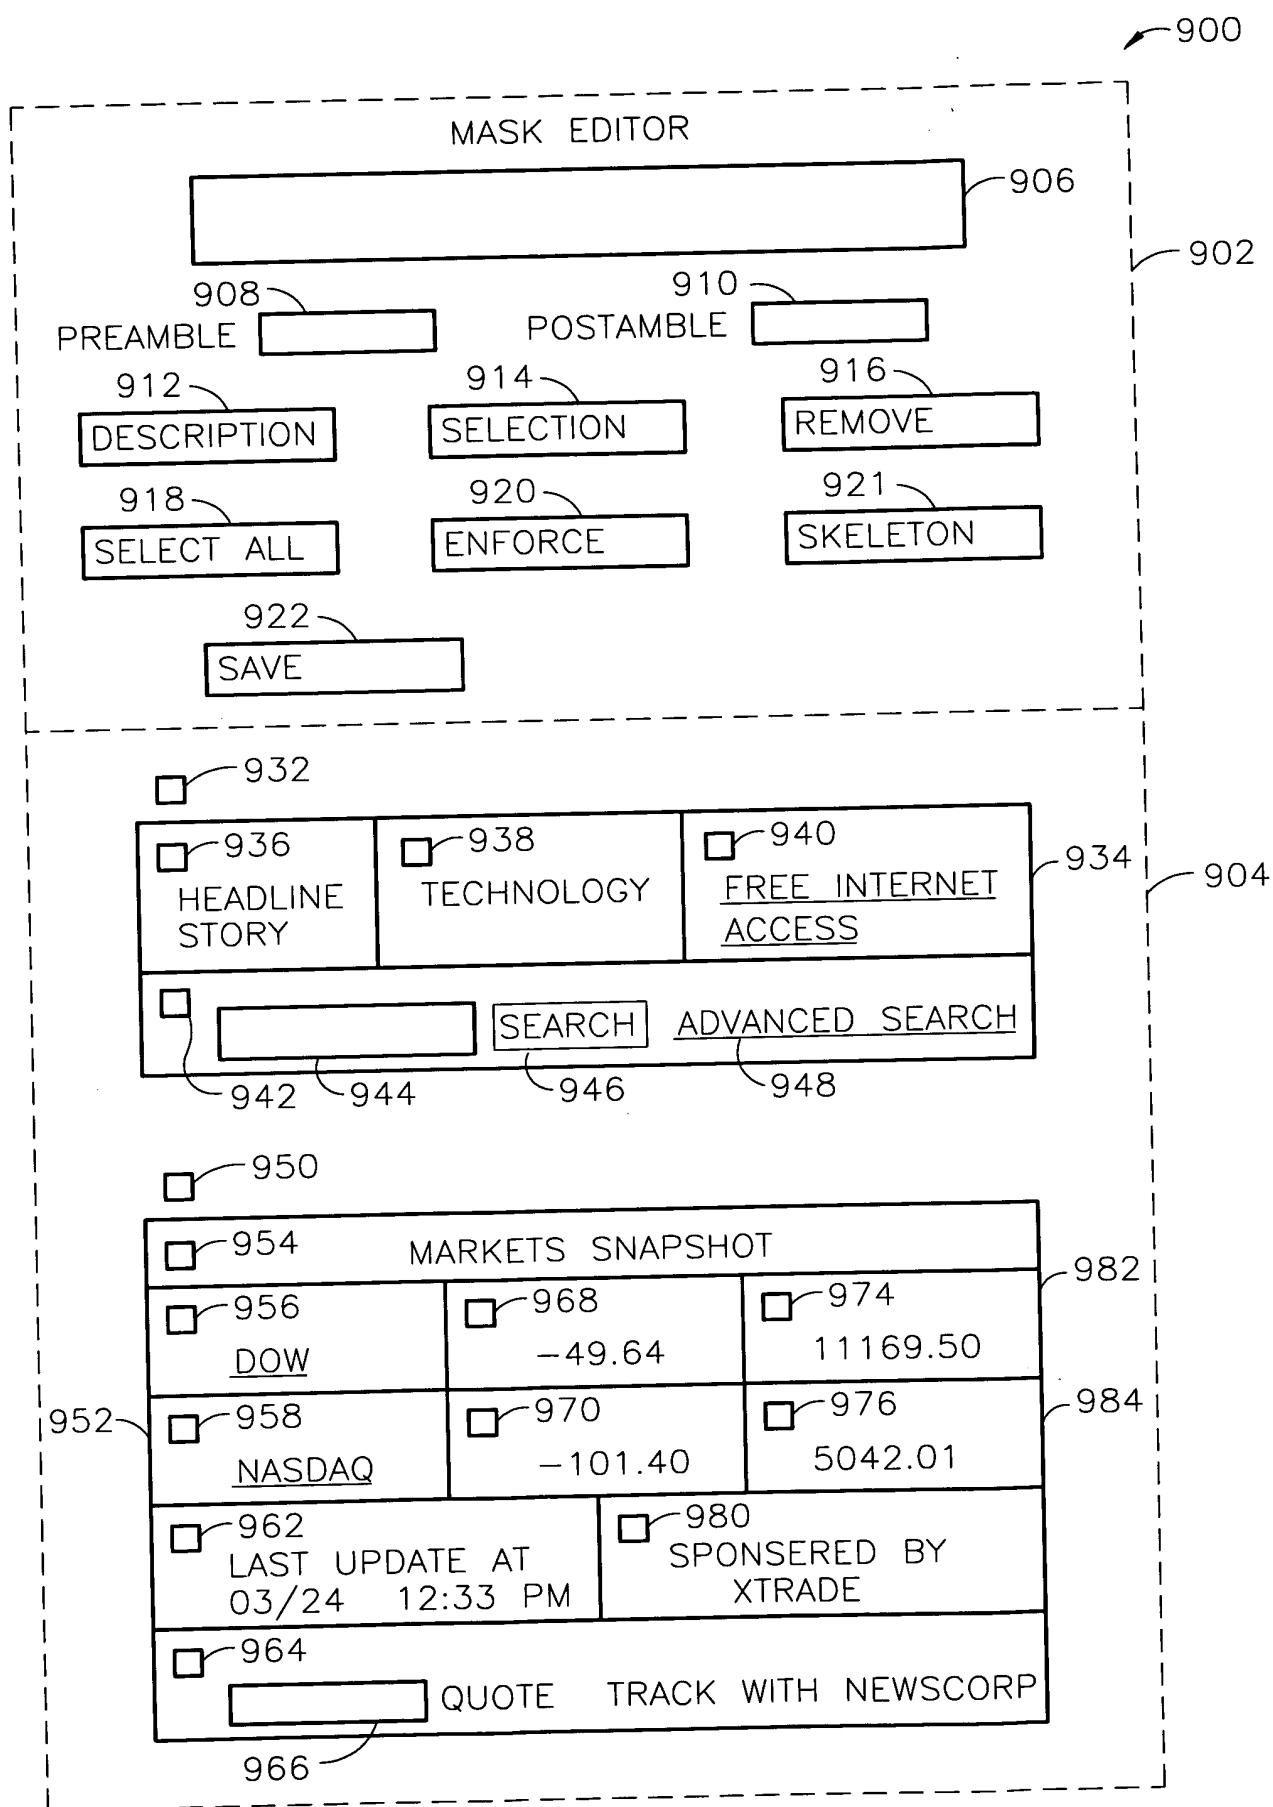 900
MASK EDITOR
906
902
908
910
PREAMBLE
POSTAMBLE
912
914
916
DESCRIPTION
SELECTION
REMOVE
918
920
921
SELECT ALL
ENFORCE
SKELETON
922
SAVE
932
936
938
940
934
904
HEADLINE
STORY
TECHNOLOGY
FREE INTERNET
ACCESS
SEARCH
ADVANCED SEARCH
942
944
946
948
950
954
MARKETS SNAPSHOT
982
956
968
974
DOW
-49.64
11169.50
952
958
970
976
984
NASDAQ
-101.40
5042.01
962
980
LAST UPDATE AT
03/24 12:33 PM
SPONSERED BY
XTRADE
964
QUOTE TRACK WITH NEWSCORP
966